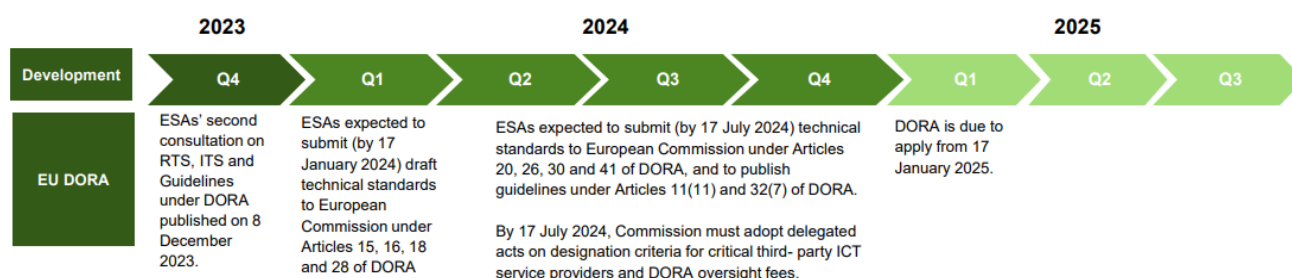 2023
2024
2025
Development
Q4
Q1
Q2
Q3
Q4
Q1
Q2
Q3
EU DORA
ESAs’ second
consultation on
RTS, ITS and
Guidelines
under DORA
published on 8
December
2023.
ESAs expected to
submit (by 17
January 2024) draft
technical standards
to European
Commission under
Articles 15, 16, 18
and 28 of DORA
ESAs expected to submit (by 17 July 2024) technical
standards to European Commission under Articles
20, 26, 30 and 41 of DORA, and to publish
guidelines under Articles 11(11) and 32(7) of DORA.
By 17 July 2024, Commission must adopt delegated
acts on designation criteria for critical third- party ICT
service providers and DORA oversight fees.
DORA is due to
apply from 17
January 2025.